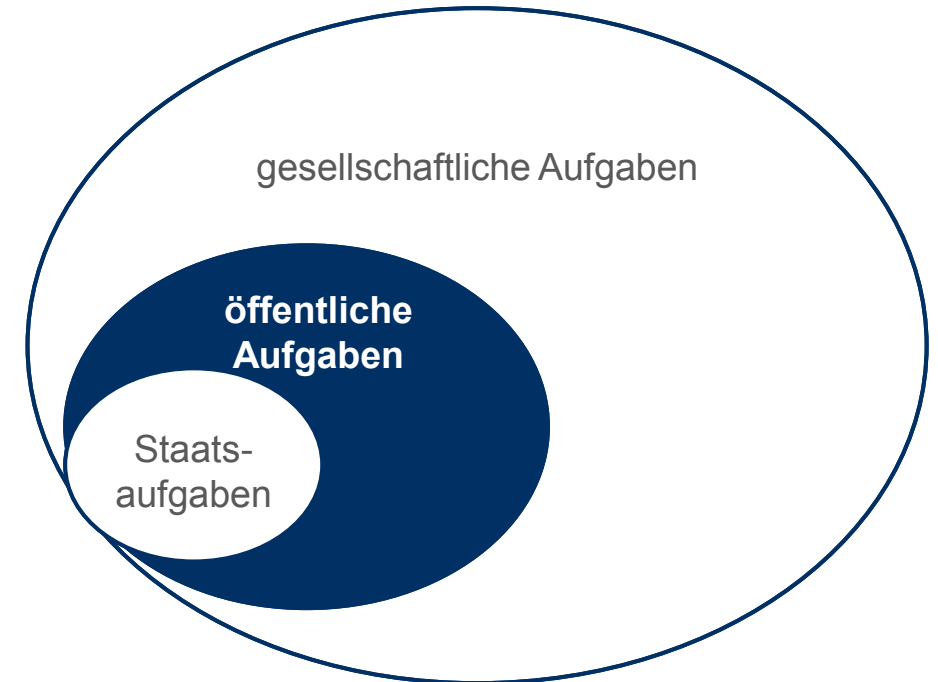 gesellschaftliche Aufgaben
öffentliche
Aufgaben
Staats-
aufgaben